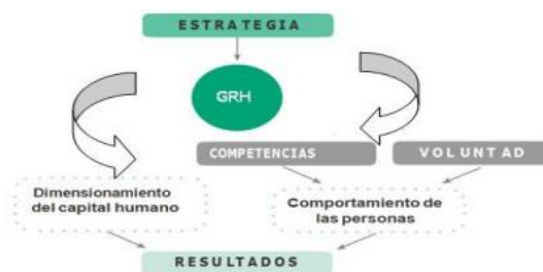 ESTRATEGIA
GRH
COMPETENCIAS
VOLUNTAD
Dimensionamiento
del capital humano
Comportamiento de
las personas
RESULTADOS